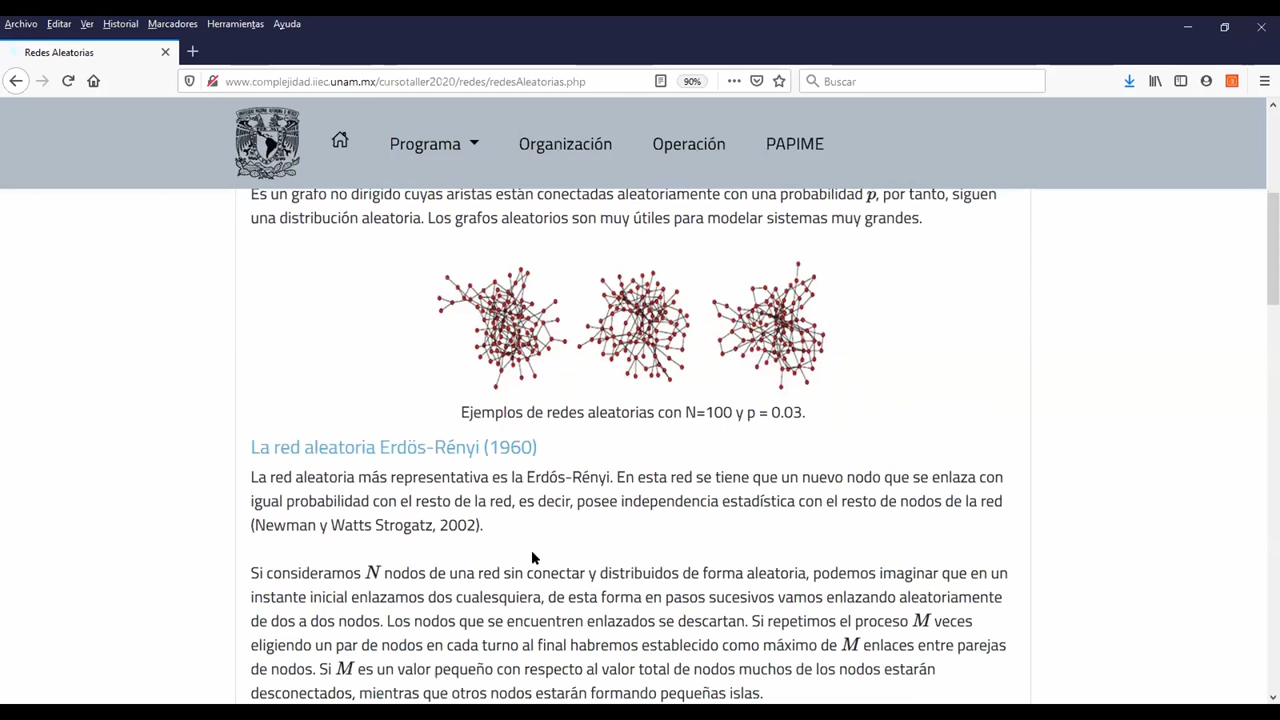 Archivo Editar Ver Historial Marcadores Herramientas Ayuda
Redes Aleatorias
www.complejidad.iiec.unam.mx/cursotaller2020/redes/redesAleatorias.php
90%
Buscar
Programa Organización Operación PAPIME
Es un grafo no dirigido cuyas aristas están conectadas aleatoriamente con una probabilidad p, por tanto, siguen
una distribución aleatoria. Los grafos aleatorios son muy útiles para modelar sistemas muy grandes.
Ejemplos de redes aleatorias con N=100 y p = 0.03.
La red aleatoria Erdös-Rényi (1960)
La red aleatoria más representativa es la Erdós-Rényi. En esta red se tiene que un nuevo nodo que se enlaza con
igual probabilidad con el resto de la red, es decir, posee independencia estadística con el resto de nodos de la red
(Newman y Watts Strogatz, 2002).
Si consideramos N nodos de una red sin conectar y distribuidos de forma aleatoria, podemos imaginar que en un
instante inicial enlazamos dos cualesquiera, de esta forma en pasos sucesivos vamos enlazando aleatoriamente
de dos a dos nodos. Los nodos que se encuentren enlazados se descartan. Si repetimos el proceso M veces
eligiendo un par de nodos en cada turno al final habremos establecido como máximo de M enlaces entre parejas
de nodos. Si M es un valor pequeño con respecto al valor total de nodos muchos de los nodos estarán
desconectados, mientras que otros nodos estarán formando pequeñas islas.